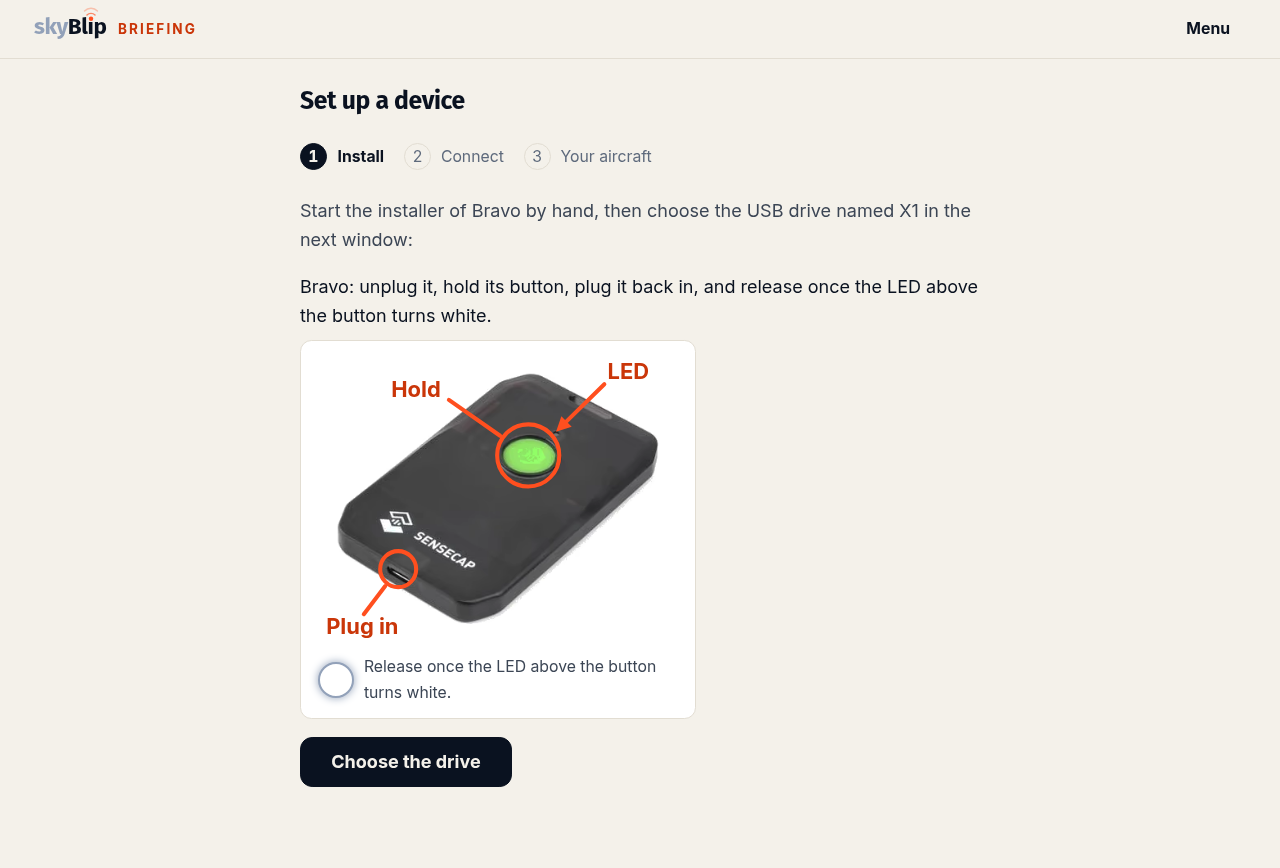 skyBlip BRIEFING
Menu
Set up a device
1 Install 2 Connect 3 Your aircraft
Start the installer of Bravo by hand, then choose the USB drive named X1 in the
next window:
Bravo: unplug it, hold its button, plug it back in, and release once the LED above
the button turns white.
LED
Hold
SENSECAP
Plug in
Release once the LED above the button
turns white.
Choose the drive